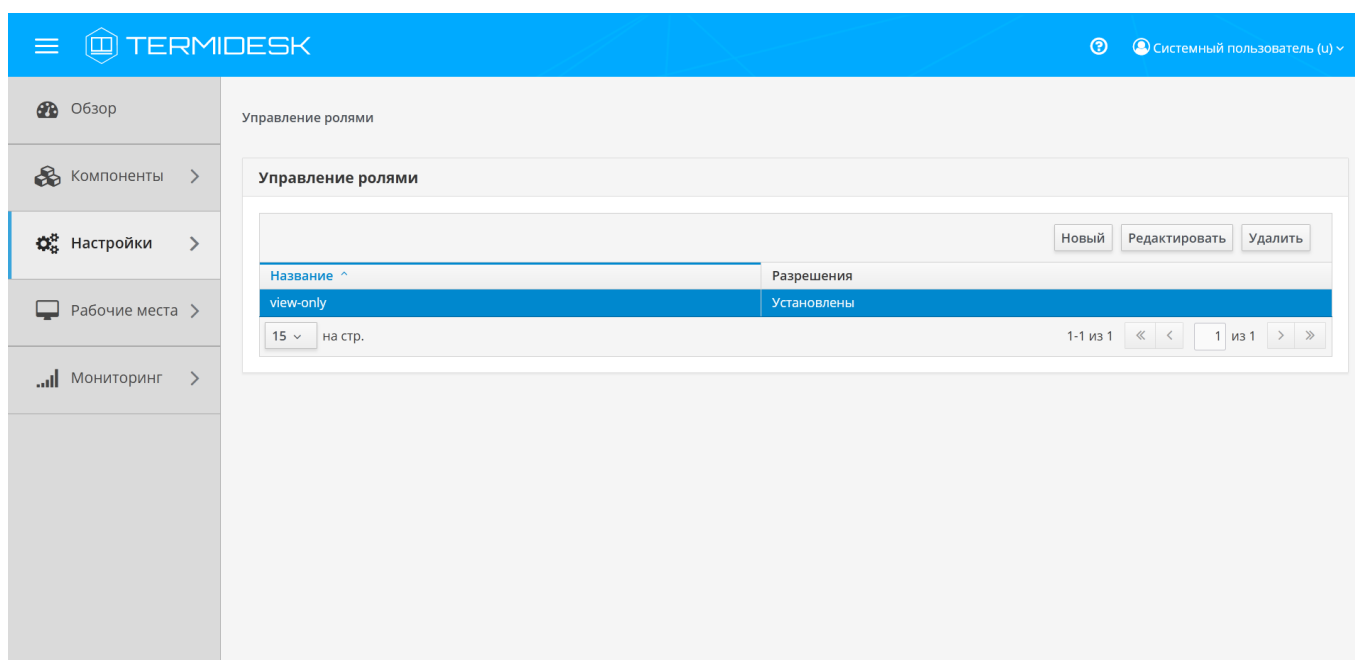 TERMIDESK
Системный пользователь (u)
Обзор
Компоненты
Настройки
Рабочие места
Мониторинг
Управление ролями
Управление ролями
Новый Редактировать Удалить
Название Разрешения
view-only Установлены
15 на стр. 1-1 из 1 1 из 1